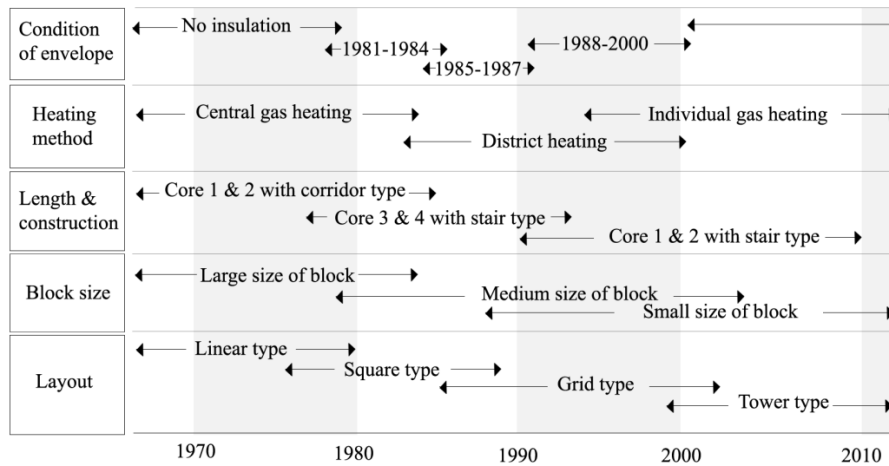 Condition
of envelope
No insulation
1981-1984
1985-1987
1988-2000
Heating
method
Central gas heating
Individual gas heating
District heating
Length &
construction
Core 1 & 2 with corridor type
Core 3 & 4 with stair type
Core 1 & 2 with stair type
Block size
Large size of block
Medium size of block
Small size of block
Layout
Linear type
Square type
Grid type
Tower type
1970 1980 1990 2000 2010